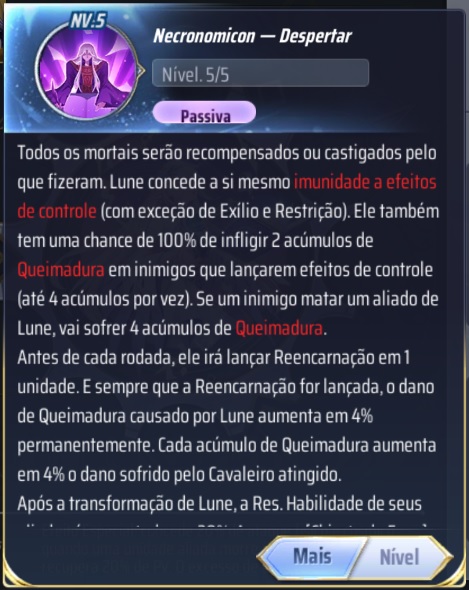 NV.5
Necronomicon — Despertar
Nível. 5/5
Passiva
Todos os mortais serão recompensados ou castigados pelo
que fizeram. Lune concede a si mesmo imunidade a efeitos
de controle (com exceção de Exílio e Restrição). Ele também
tem uma chance de 100% de infligir 2 acúmulos de
Queimadura em inimigos que lançarem efeitos de controle
(até 4 acúmulos por vez). Se um inimigo matar um aliado de
Lune, vai sofrer 4 acúmulos de Queimadura.
Antes de cada rodada, ele irá lançar Reencarnação em 1
unidade. E sempre que a Reencarnação for lançada, o dano
de Queimadura causado por Lune aumenta em 4%
permanentemente. Cada acúmulo de Queimadura aumenta
em 4% o dano sofrido pelo Cavaleiro atingido.
Após a transformação de Lune, a Res. Habilidade de seus
Mais
Nível